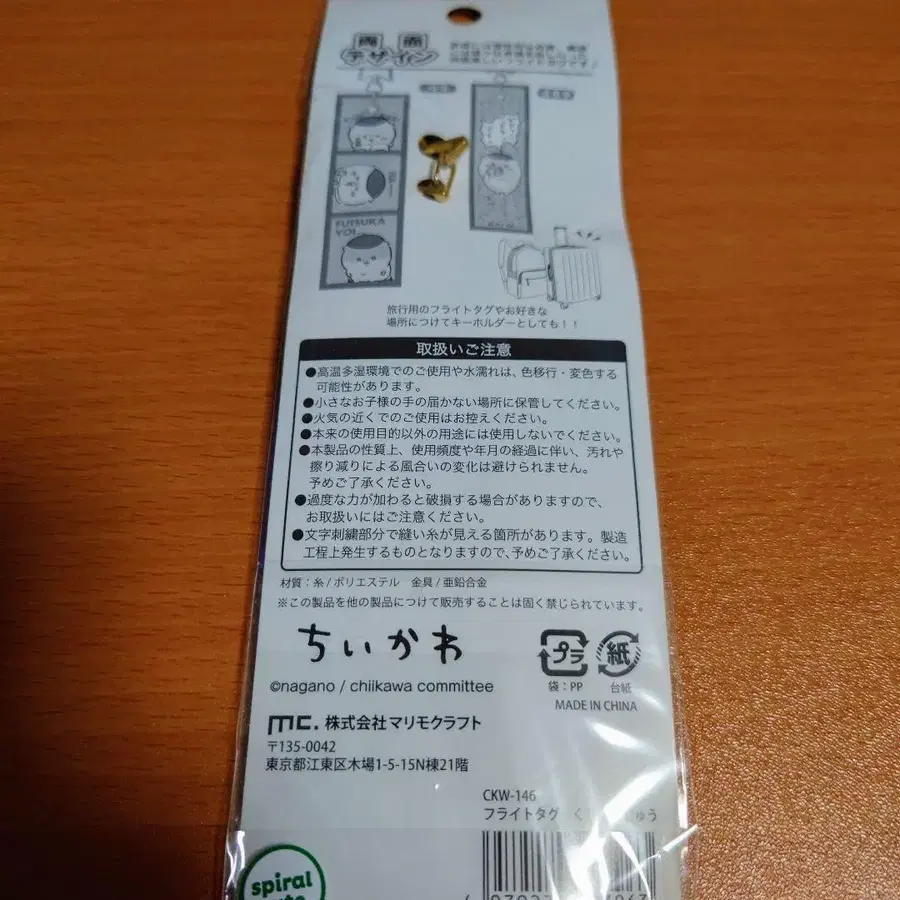 両面
デザイン
FUTSUKA
YOI
旅行用のフライトタグやお好きな
場所につけてキーホルダーとしても！！
取扱いご注意
●高温多湿環境でのご使用や水濡れは、色移行・変色する
可能性があります。
●小さなお子様の手の届かない場所に保管してください。
●火気の近くでのご使用はお控えください。
●本来の使用目的以外の用途には使用しないでください。
●本製品の性質上、使用頻度や年月の経過に伴い、汚れや
擦り減りによる風合いの変化は避けられません。
予めご了承ください。
●過度な力が加わると破損する場合がありますので、
お取扱いにはご注意ください。
●文字刺繍部分で縫い糸が見える箇所があります。製造
工程上発生するものとなりますので、予めご了承ください。
材質：糸/ポリエステル　金具/亜鉛合金
※この製品を他の製品につけて販売することは固く禁じられています。
ちいかわ
©nagano / chiikawa committee
プラ
紙
袋：PP
台紙
MADE IN CHINA
mc. 株式会社マリモクラフト
〒135-0042
東京都江東区木場1-5-15N棟21階
CKW-146
フライトタグ
spiral